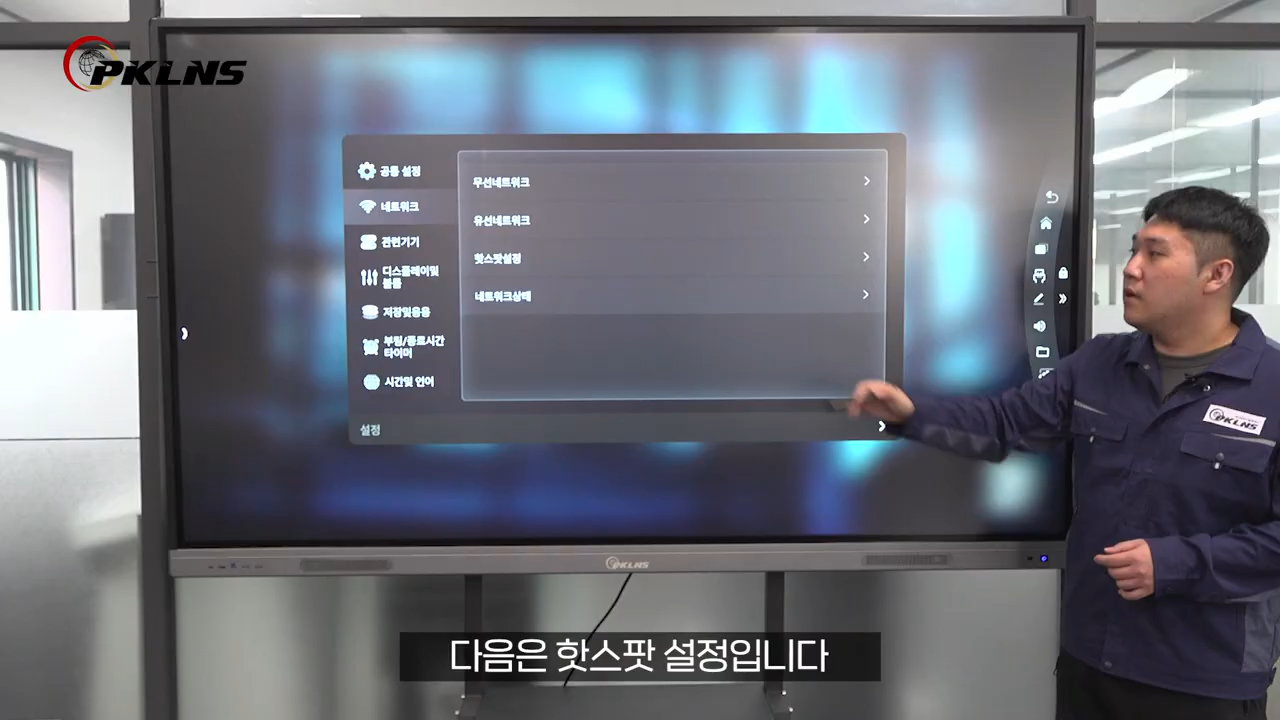 PKLNS
공통 설정
네트워크
관련기기
디스플레이및
볼륨
저장및응용
부팅/종료시간
타이머
시간및 언어
설정
무선네트워크
유선네트워크
핫스팟설정
네트워크상태
PKLNS
PKLNS
다음은 핫스팟 설정입니다